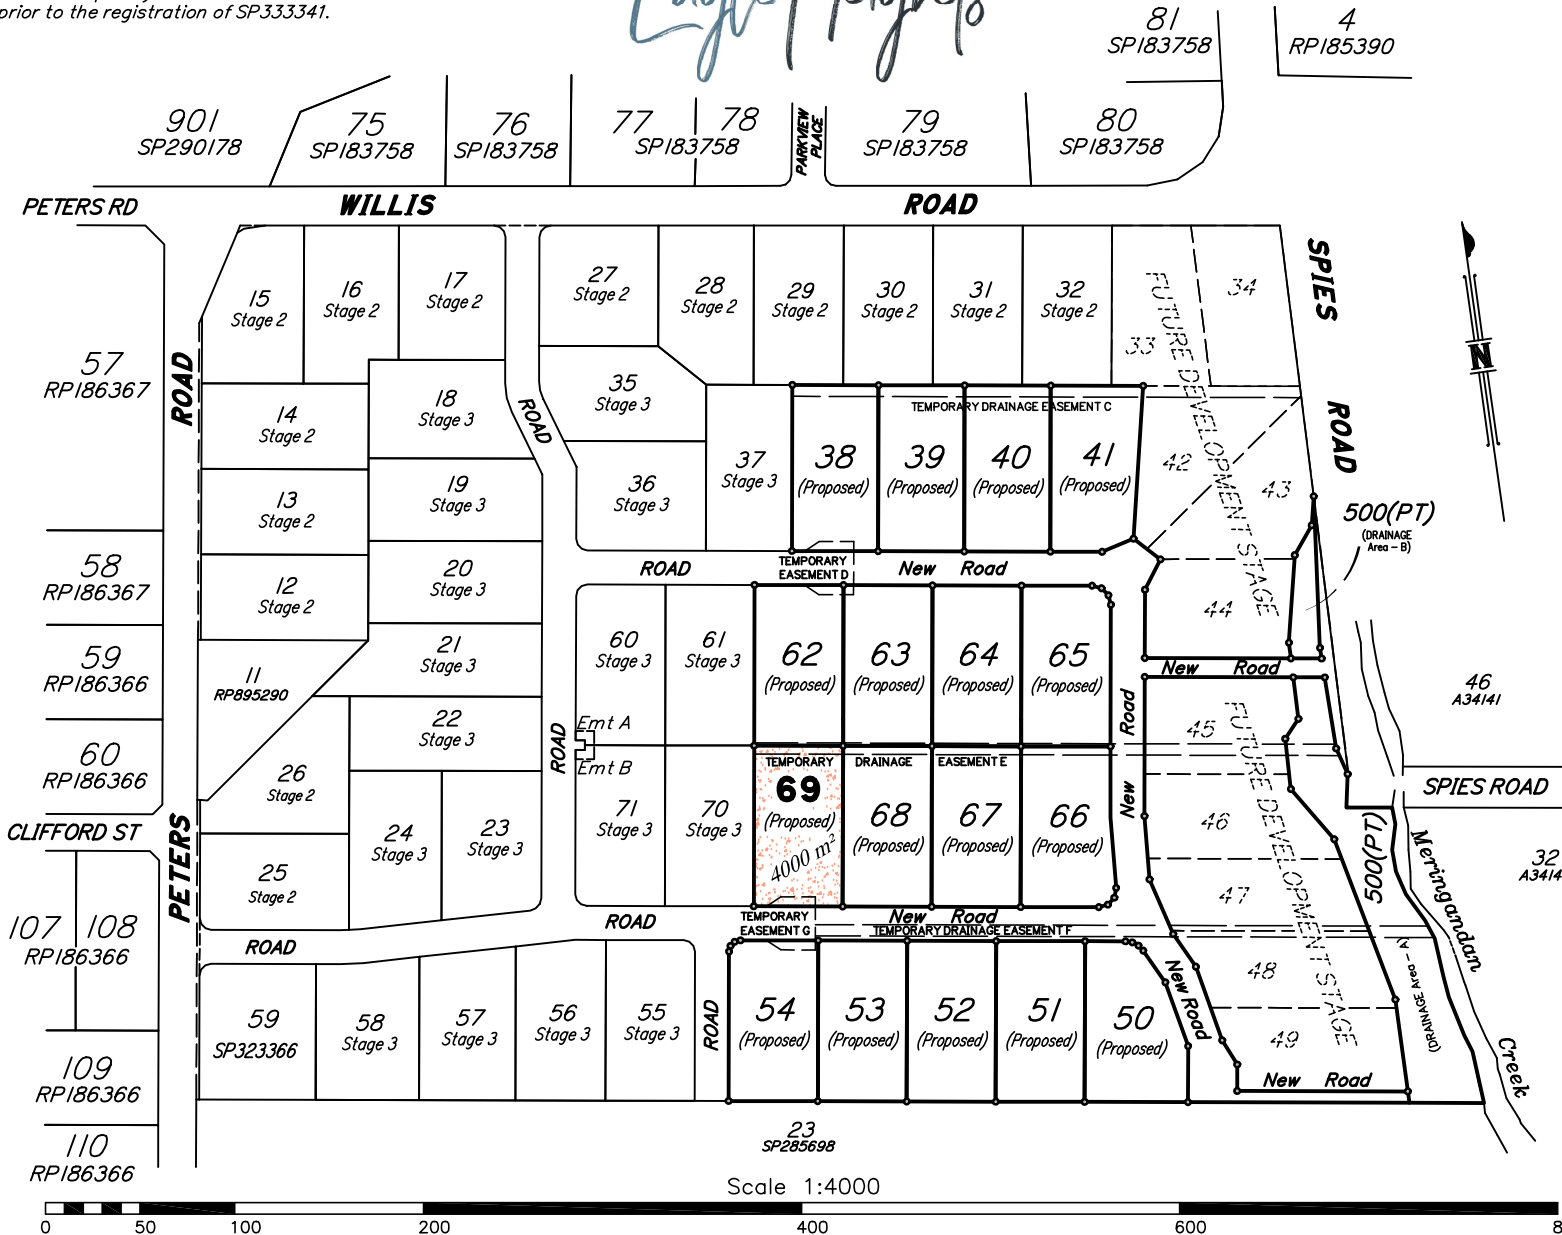 prior to the registration of SP333341.
Eagle Heights
81
SP183758
4
RP185390
901
SP290178
75
SP183758
76
SP183758
77
78
SP183758
PARKVIEW
PLACE
79
SP183758
80
SP183758
PETERS RD
WILLIS
ROAD
15
Stage 2
16
Stage 2
17
Stage 2
27
Stage 2
28
Stage 2
29
Stage 2
30
Stage 2
31
Stage 2
32
Stage 2
33
34
SPIES
ROAD
N
57
RP186367
ROAD
14
Stage 2
18
Stage 3
ROAD
35
Stage 3
TEMPORARY DRAINAGE EASEMENT C
FUTURE DEVELOPMENT STAGE
13
Stage 2
19
Stage 3
36
Stage 3
37
Stage 3
38
(Proposed)
39
(Proposed)
40
(Proposed)
41
(Proposed)
42
43
500(PT)
(DRAINAGE
Area - B)
58
RP186367
12
Stage 2
20
Stage 3
ROAD
TEMPORARY
EASEMENT D
New Road
44
59
RP186366
11
RP895290
21
Stage 3
60
Stage 3
61
Stage 3
62
(Proposed)
63
(Proposed)
64
(Proposed)
65
(Proposed)
New Road
New Road
46
A34141
60
RP186366
22
Stage 3
ROAD
Emt A
Emt B
TEMPORARY DRAINAGE EASEMENT E
45
FUTURE DEVELOPMENT STAGE
SPIES ROAD
26
Stage 2
CLIFFORD ST
PETERS
24
Stage 3
23
Stage 3
71
Stage 3
70
Stage 3
69
(Proposed)
4000 m²
68
(Proposed)
67
(Proposed)
66
(Proposed)
46
500(PT)
Meringandan
Creek
32
A3414
25
Stage 2
47
107
108
RP186366
ROAD
ROAD
TEMPORARY
EASEMENT G
New Road
TEMPORARY DRAINAGE EASEMENT F
48
(DRAINAGE Area - A)
59
SP323366
58
Stage 3
57
Stage 3
56
Stage 3
55
Stage 3
ROAD
54
(Proposed)
53
(Proposed)
52
(Proposed)
51
(Proposed)
50
(Proposed)
New Road
49
New Road
109
RP186366
110
RP186366
23
SP285698
Scale 1:4000
0 50 100 200 400 600 8